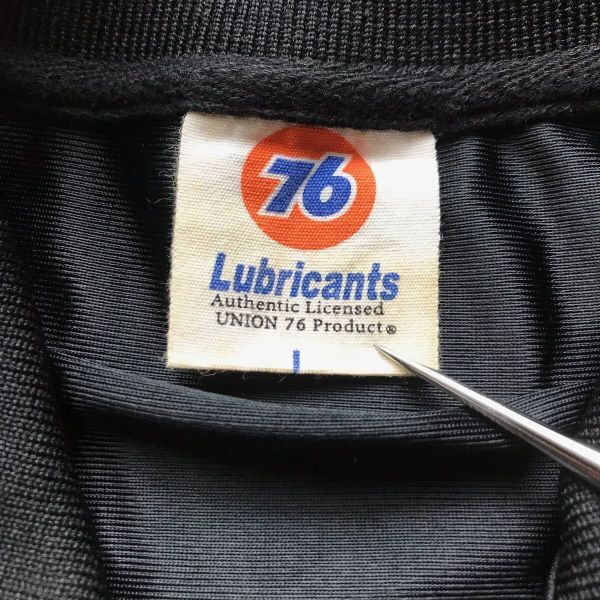 76
Lubricants
Authentic Licensed
UNION 76 Product®